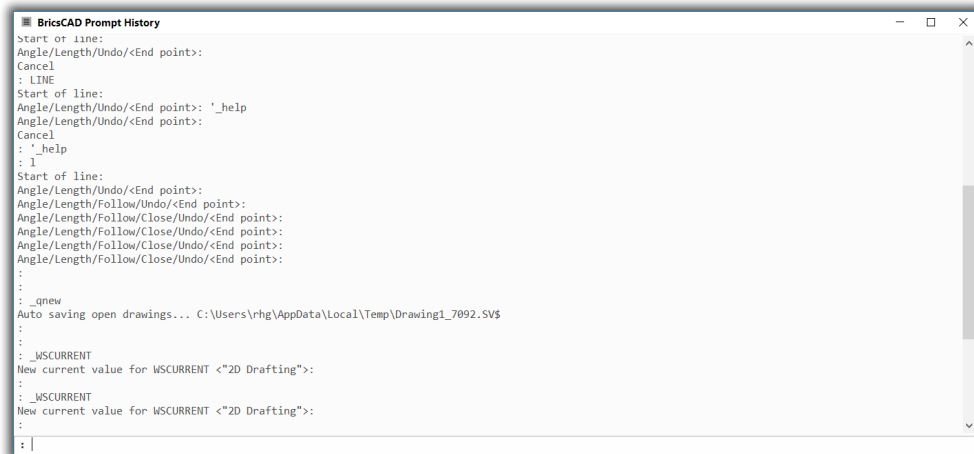 BricsCAD Prompt History
Start of line:
Angle/Length/Undo/<End point>:
Cancel
: LINE
Start of line:
Angle/Length/Undo/<End point>: '_help
Angle/Length/Undo/<End point>:
Cancel
: '_help
: l
Start of line:
Angle/Length/Undo/<End point>:
Angle/Length/Follow/Undo/<End point>:
Angle/Length/Follow/Close/Undo/<End point>:
Angle/Length/Follow/Close/Undo/<End point>:
Angle/Length/Follow/Close/Undo/<End point>:
Angle/Length/Follow/Close/Undo/<End point>:
:
:
: _qnew
Auto saving open drawings... C:\Users\rhg\AppData\Local\Temp\Drawing1_7092.SV$
:
:
: _WSCURRENT
New current value for WSCURRENT <"2D Drafting">:
:
: _WSCURRENT
New current value for WSCURRENT <"2D Drafting">:
:
: